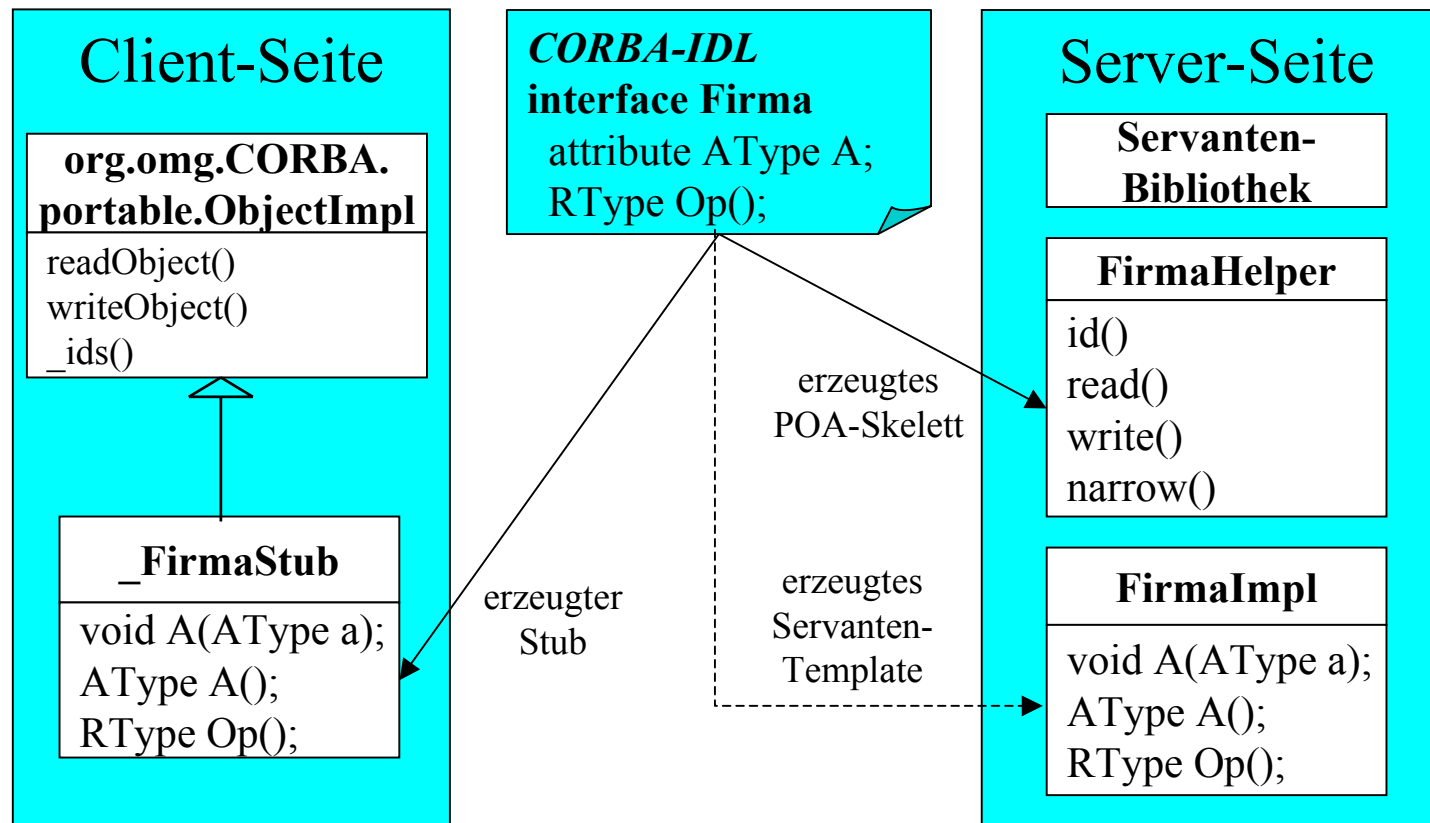 Client-Seite
org.omg.CORBA.
portable.ObjectImpl
readObject()
writeObject()
_ids()
_FirmaStub
void A(AType a);
AType A();
RType Op();
CORBA-IDL
interface Firma
attribute AType A;
RType Op();
erzeugter
Stub
erzeugtes
POA-Skelett
erzeugtes
Servanten-
Template
Server-Seite
Servanten-
Bibliothek
FirmaHelper
id()
read()
write()
narrow()
FirmaImpl
void A(AType a);
AType A();
RType Op();